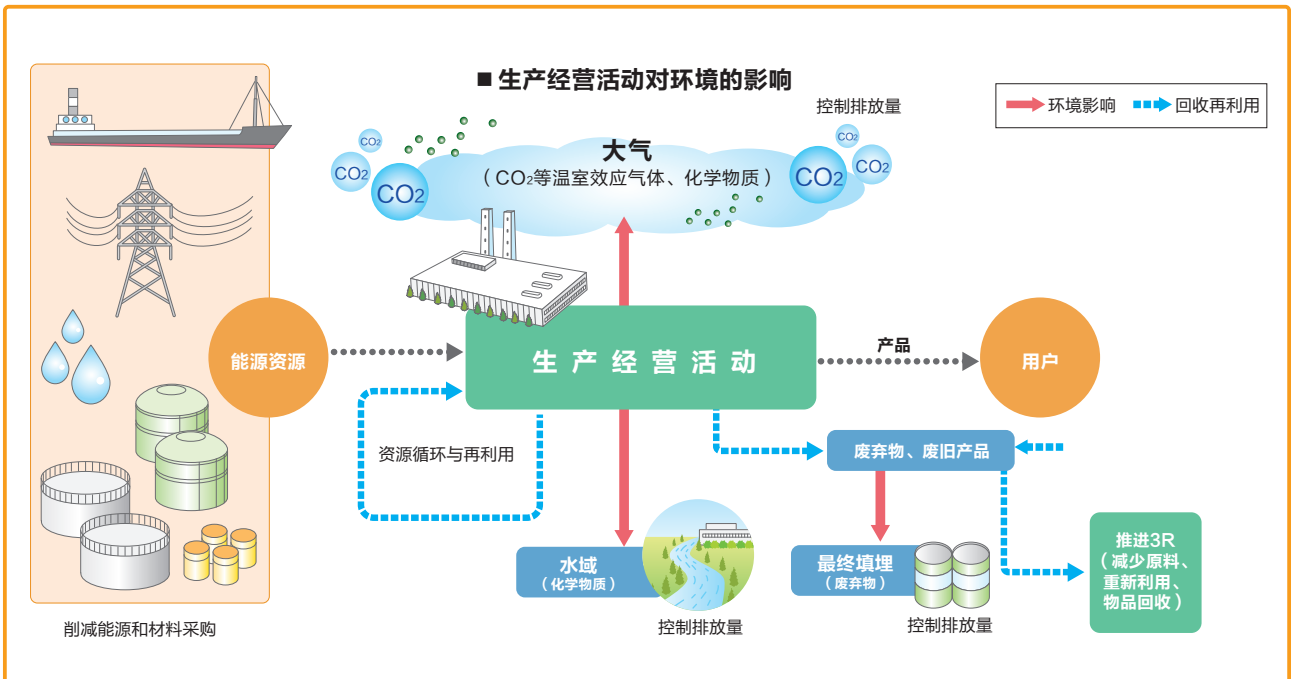 ■ 生产经营活动对环境的影响
环境影响
回收再利用
控制排放量
大气
（CO₂等温室效应气体、化学物质）
CO₂
CO₂
CO₂
CO₂
CO₂
CO₂
能源资源
生产经营活动
产品
用户
资源循环与再利用
废弃物、废旧产品
水域
（化学物质）
控制排放量
最终填埋
（废弃物）
控制排放量
推进3R
（减少原料、
重新利用、
物品回收）
削减能源和材料采购